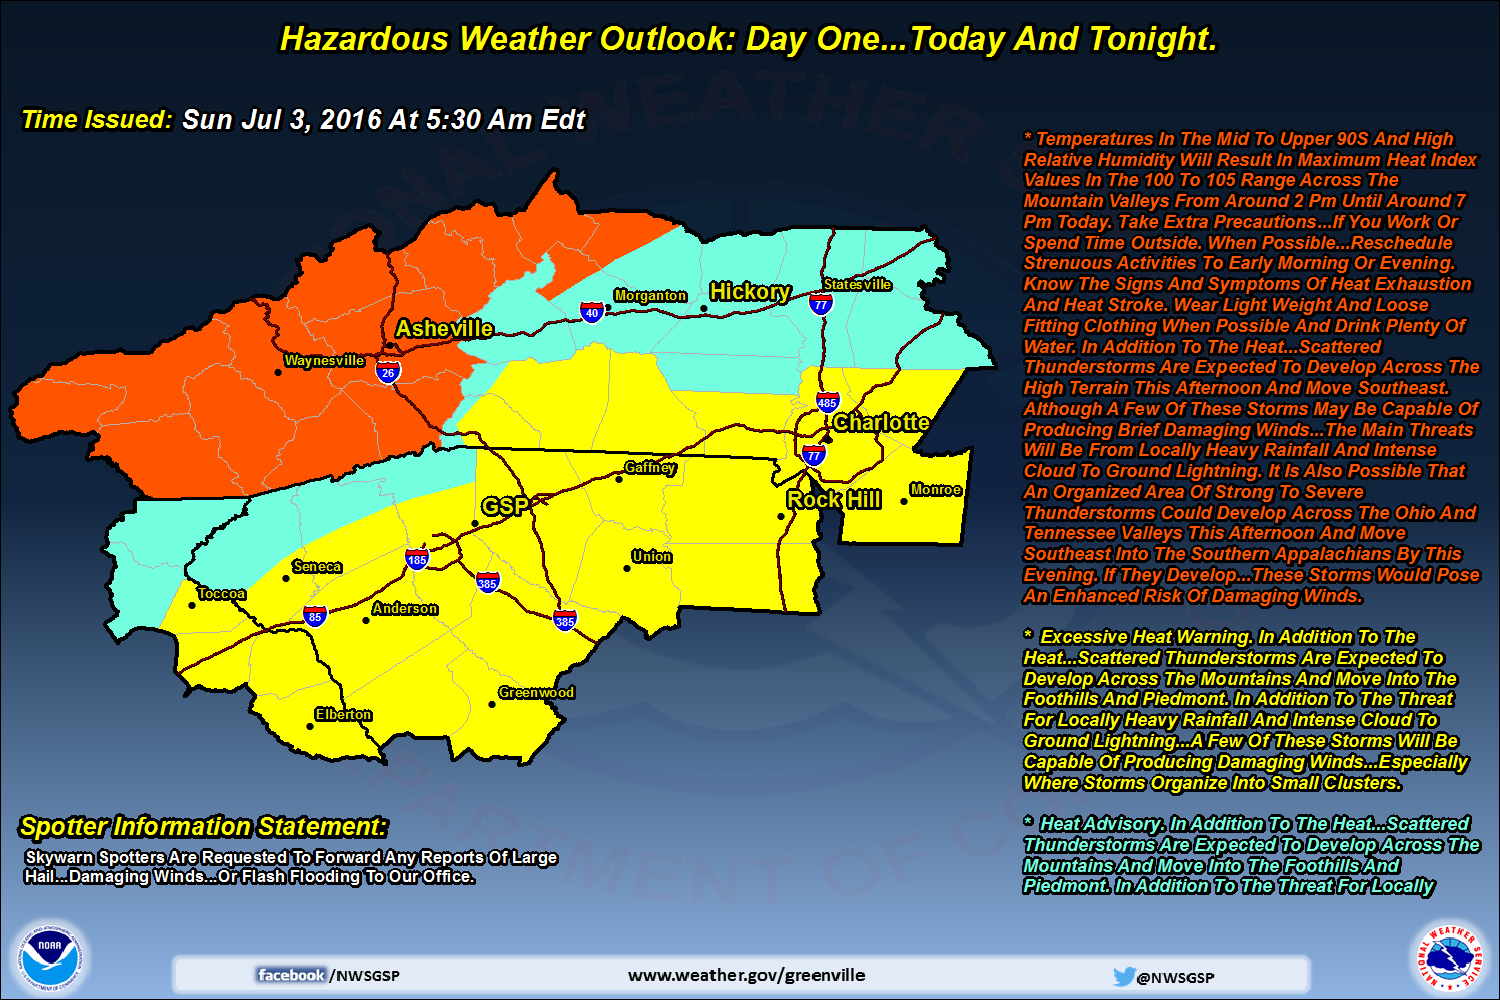 Hazardous Weather Outlook: Day One...Today And Tonight.
Time Issued: Sun Jul 3, 2016 At 5:30 Am Edt
* Temperatures In The Mid To Upper 90S And High
Relative Humidity Will Result In Maximum Heat Index
Values In The 100 To 105 Range Across The
Mountain Valleys From Around 2 Pm Until Around 7
Pm Today. Take Extra Precautions...If You Work Or
Spend Time Outside. When Possible...Reschedule
Strenuous Activities To Early Morning Or Evening.
Know The Signs And Symptoms Of Heat Exhaustion
And Heat Stroke. Wear Light Weight And Loose
Fitting Clothing When Possible And Drink Plenty Of
Water. In Addition To The Heat...Scattered
Thunderstorms Are Expected To Develop Across The
High Terrain This Afternoon And Move Southeast.
Although A Few Of These Storms May Be Capable Of
Producing Brief Damaging Winds...The Main Threats
Will Be From Locally Heavy Rainfall And Intense
Cloud To Ground Lightning. It Is Also Possible That
An Organized Area Of Strong To Severe
Thunderstorms Could Develop Across The Ohio And
Tennessee Valleys This Afternoon And Move
Southeast Into The Southern Appalachians By This
Evening. If They Develop...These Storms Would Pose
An Enhanced Risk Of Damaging Winds.
* Excessive Heat Warning. In Addition To The
Heat...Scattered Thunderstorms Are Expected To
Develop Across The Mountains And Move Into The
Foothills And Piedmont. In Addition To The Threat
For Locally Heavy Rainfall And Intense Cloud To
Ground Lightning...A Few Of These Storms Will Be
Capable Of Producing Damaging Winds...Especially
Where Storms Organize Into Small Clusters.
* Heat Advisory. In Addition To The Heat...Scattered
Thunderstorms Are Expected To Develop Across The
Mountains And Move Into The Foothills And
Piedmont. In Addition To The Threat For Locally
Statesville
Morganton
Hickory
77
40
Asheville
Waynesville
26
485
Charlotte
77
Gaffney
Monroe
Rock Hill
GSP
Union
185
Seneca
385
Toccoa
Anderson
85
385
Greenwood
Elberton
Spotter Information Statement:
Skywarn Spotters Are Requested To Forward Any Reports Of Large
Hail...Damaging Winds...Or Flash Flooding To Our Office.
NOAA
facebook /NWSGSP
www.weather.gov/greenville
@NWSGSP
NATIONAL WEATHER SERVICE